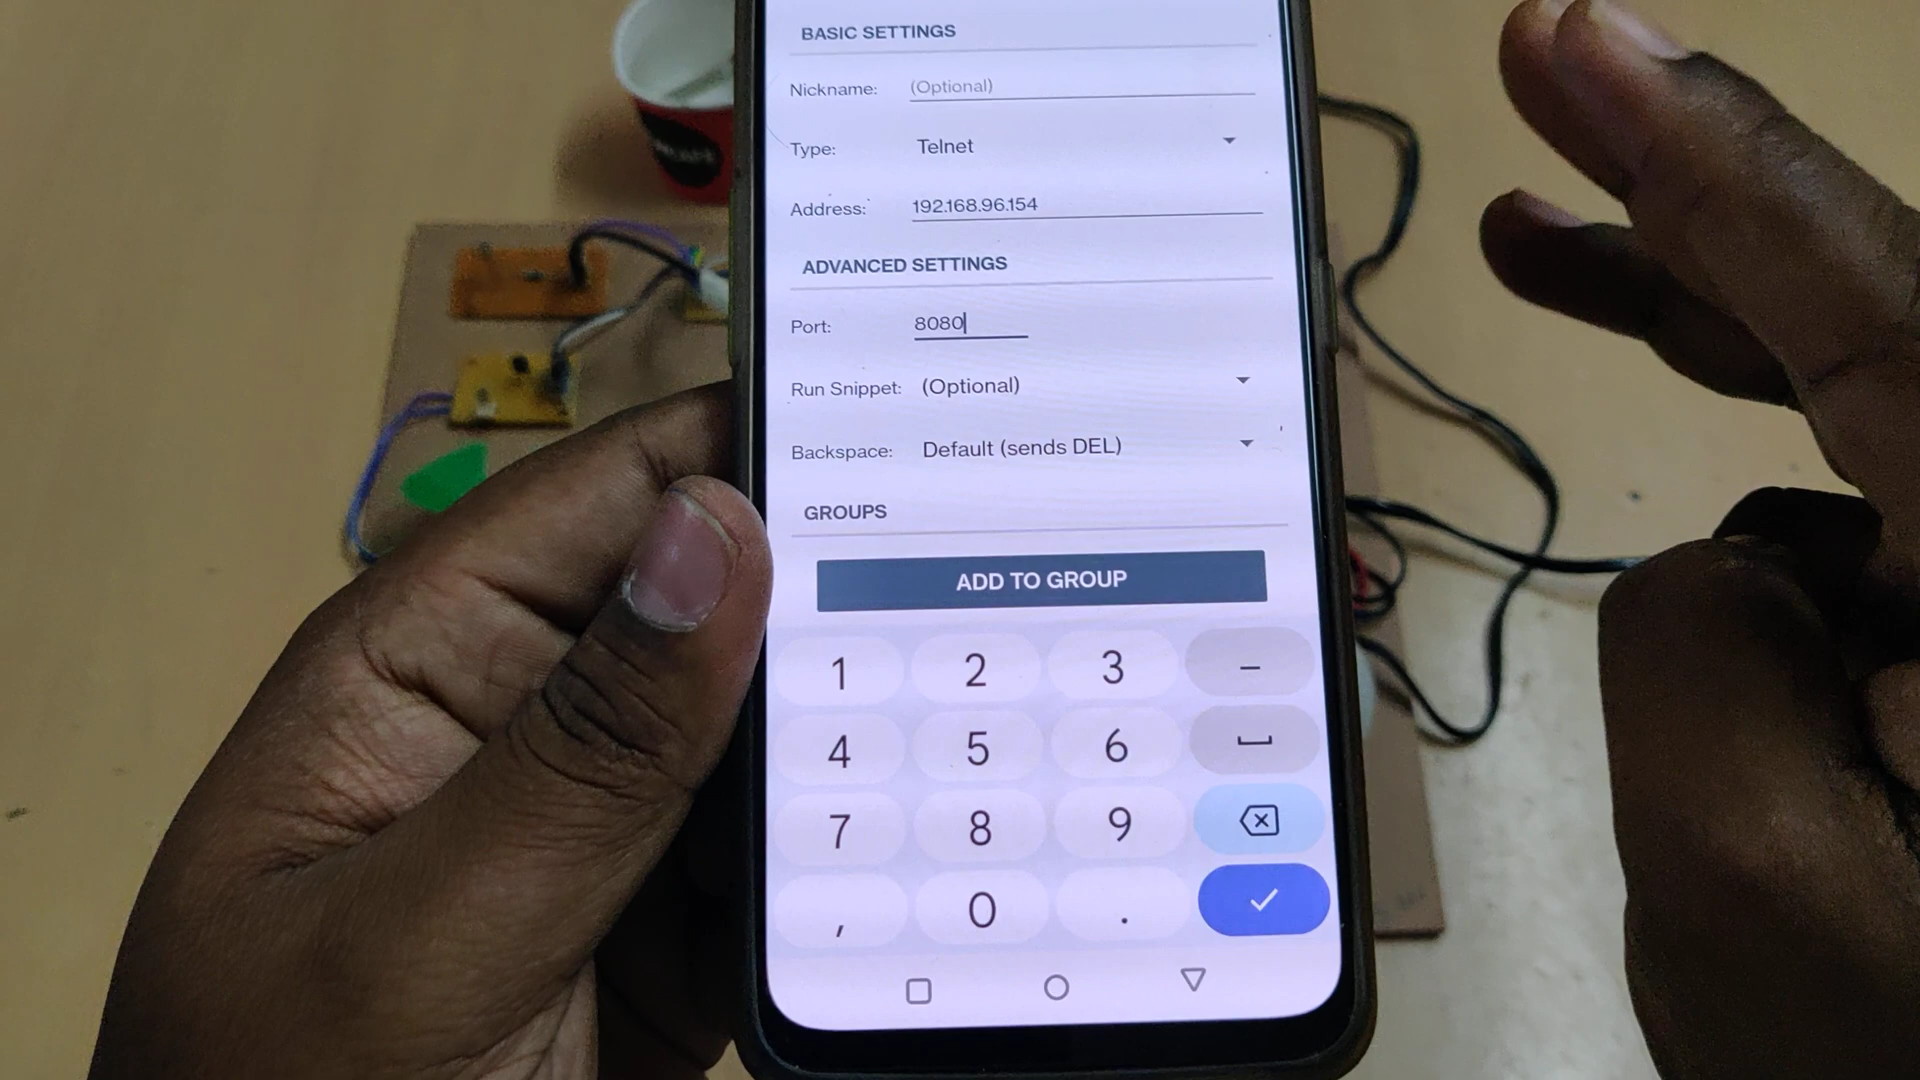 BASIC SETTINGS
Nickname: (Optional)
Type: Telnet
Address: 192.168.96.154
ADVANCED SETTINGS
Port: 8080
Run Snippet: (Optional)
Backspace: Default (sends DEL)
GROUPS
ADD TO GROUP
1 2 3 –
4 5 6
7 8 9
, 0 .